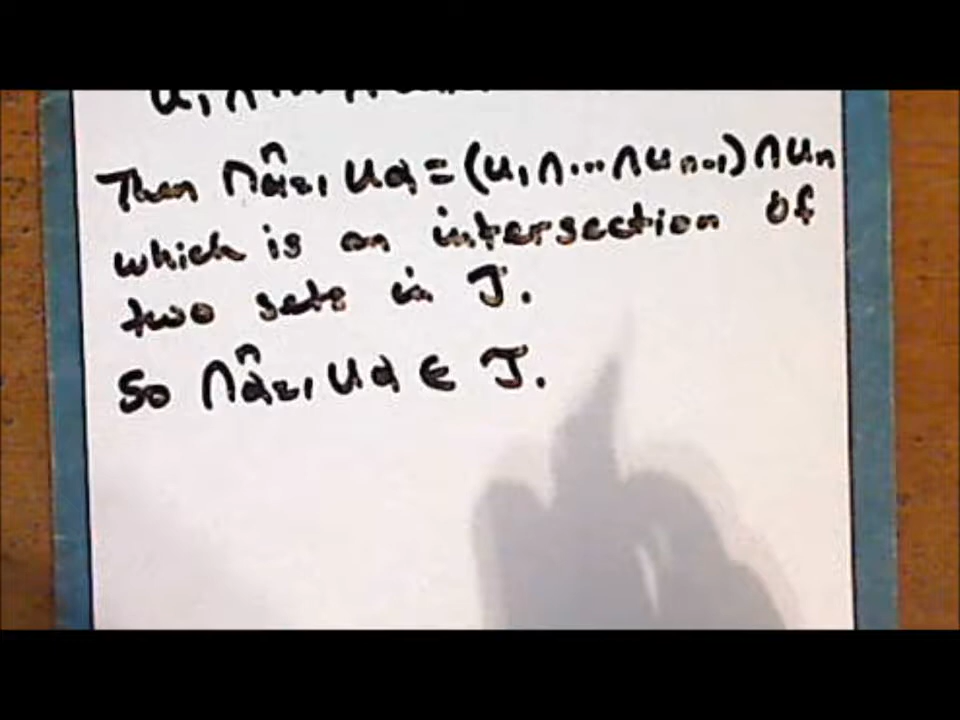 u₁∩
Then ∩ⁿα=₁ uα = (u₁∩...∩uₙ₋₁)∩uₙ
which is an intersection of
two sets in J.
So ∩ⁿα=₁ uα ∈ J.